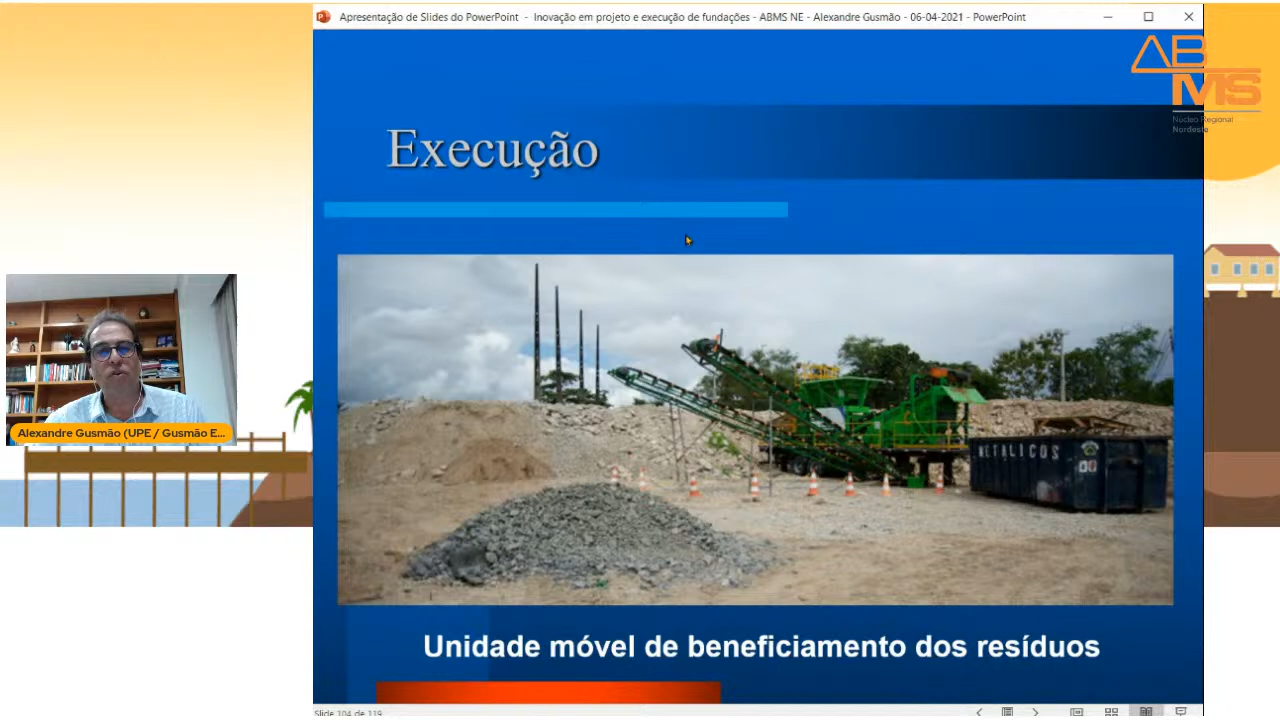 Apresentação de Slides do PowerPoint - Inovação em projeto e execução de fundações - ABMS NE - Alexandre Gusmão - 06-04-2021 - PowerPoint
ABMS
Núcleo Regional
Nordeste
Execução
METALICOS
Alexandre Gusmão (UPE / Gusmão E...
Unidade móvel de beneficiamento dos resíduos
Slide 104 de 119